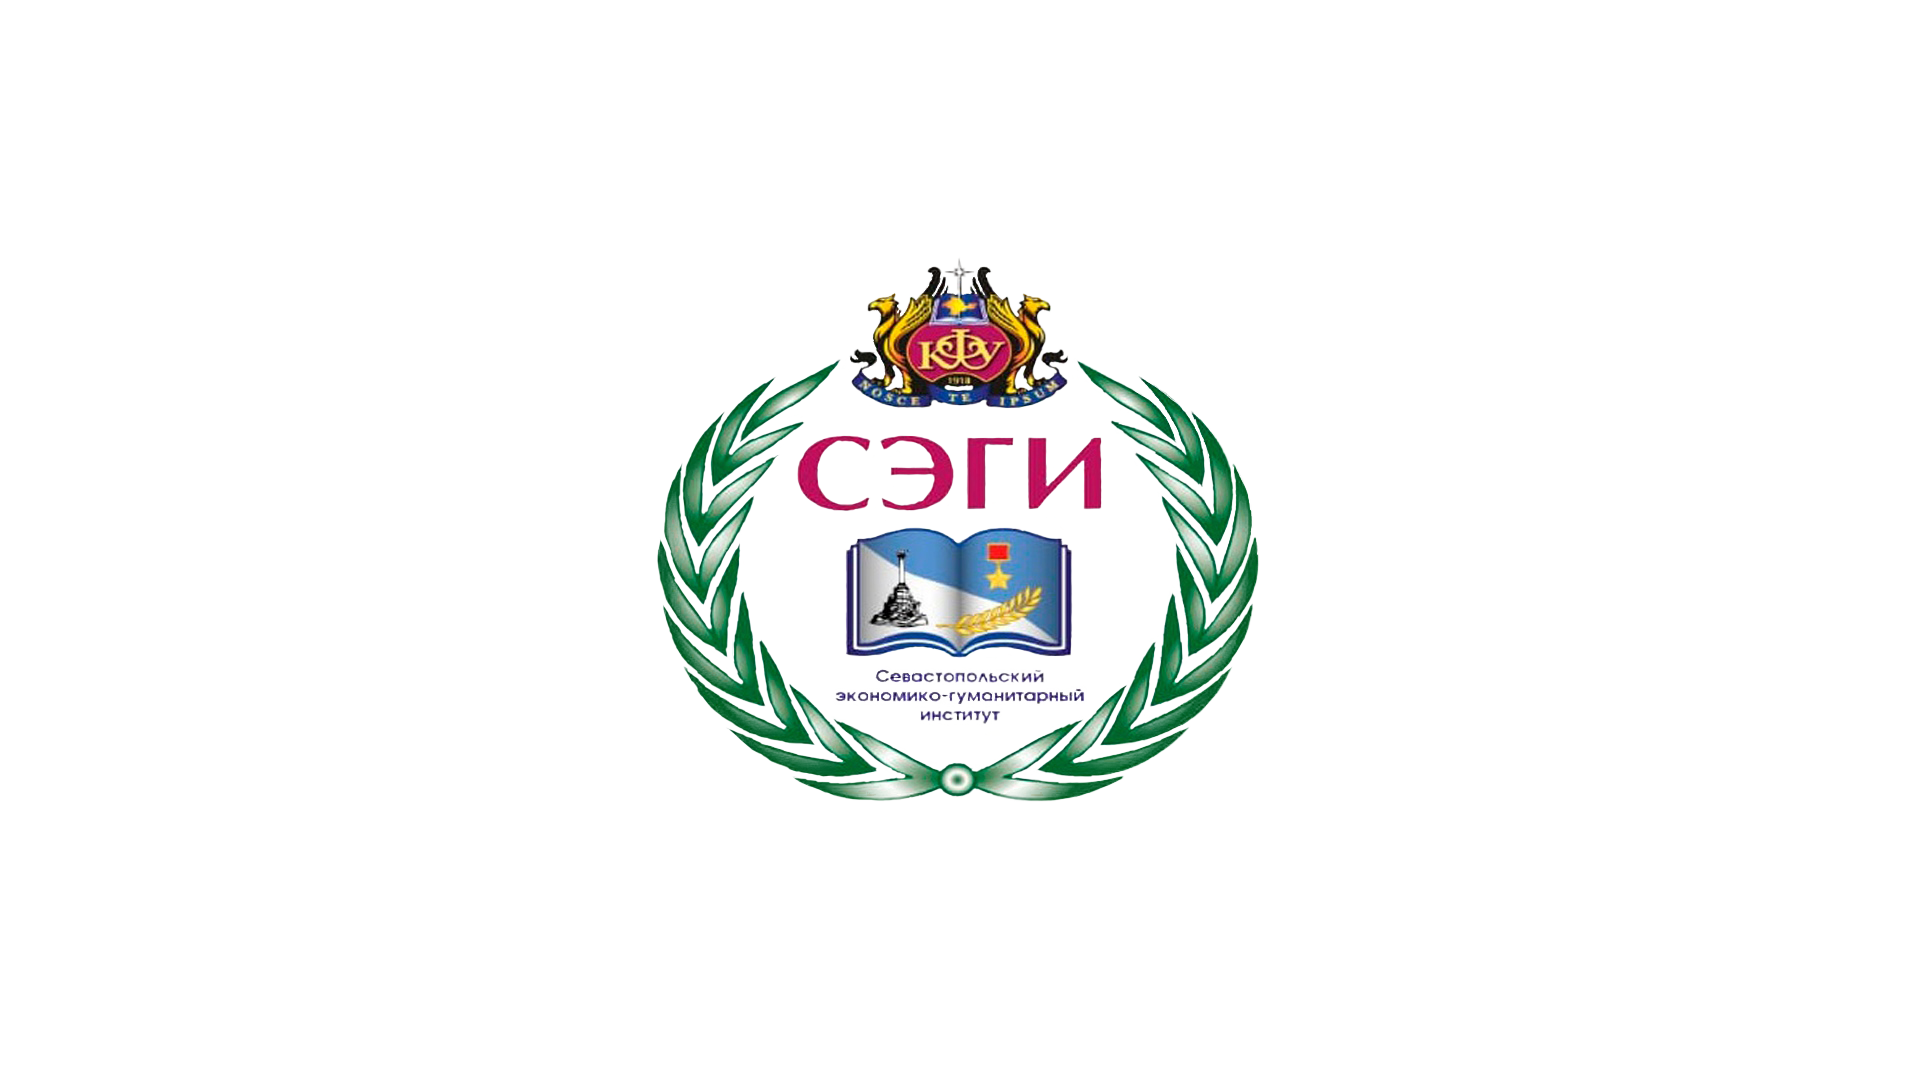 КФУ
1918
NOSCE TE IPSUM
СЭГИ
Севастопольский
экономико-гуманитарный
институт